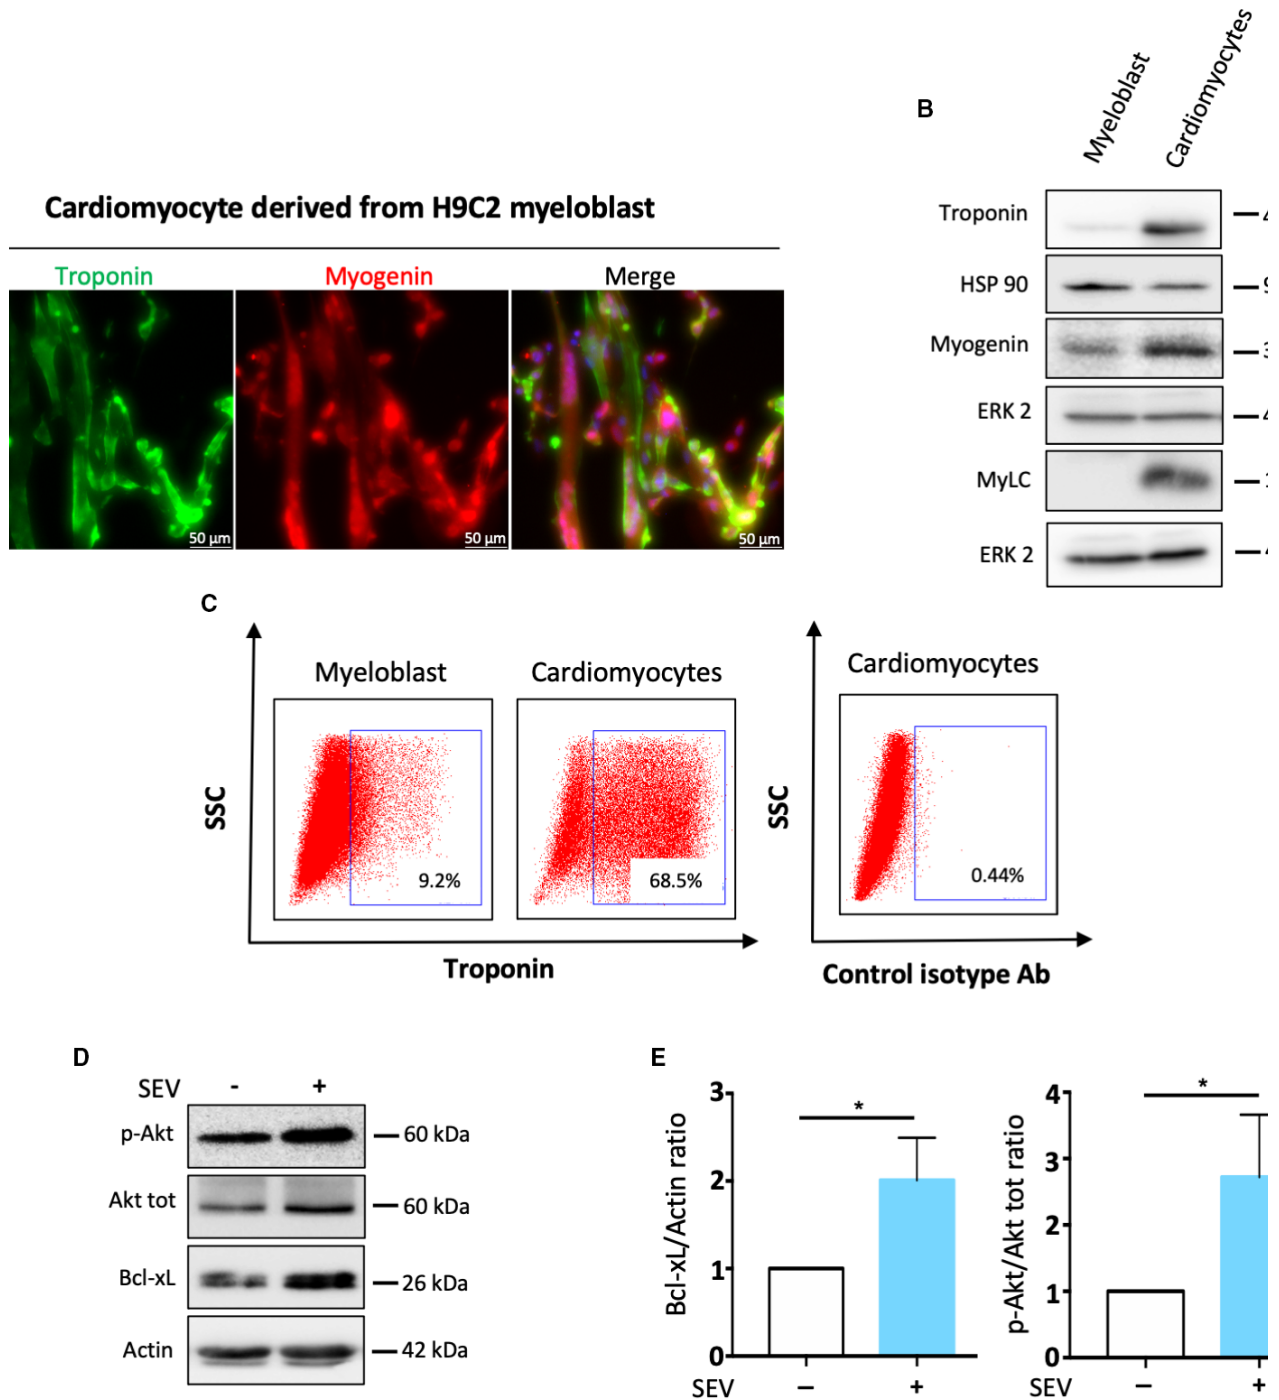 Cardiomyocyte derived from H9C2 myeloblast
Troponin Myogenin Merge
50 µm 50 µm 50 µm
B
Myeloblast Cardiomyocytes
Troponin
HSP 90
Myogenin
ERK 2
MyLC
ERK 2
C
Myeloblast Cardiomyocytes Cardiomyocytes
SSC SSC
9.2% 68.5% 0.44%
Troponin Control isotype Ab
D
SEV - +
p-Akt 60 kDa
Akt tot 60 kDa
Bcl-xL 26 kDa
Actin 42 kDa
E
Bcl-xL/Actin ratio
3
2
1
0
*
SEV – +
p-Akt/Akt tot ratio
4
3
2
1
0
*
SEV – +